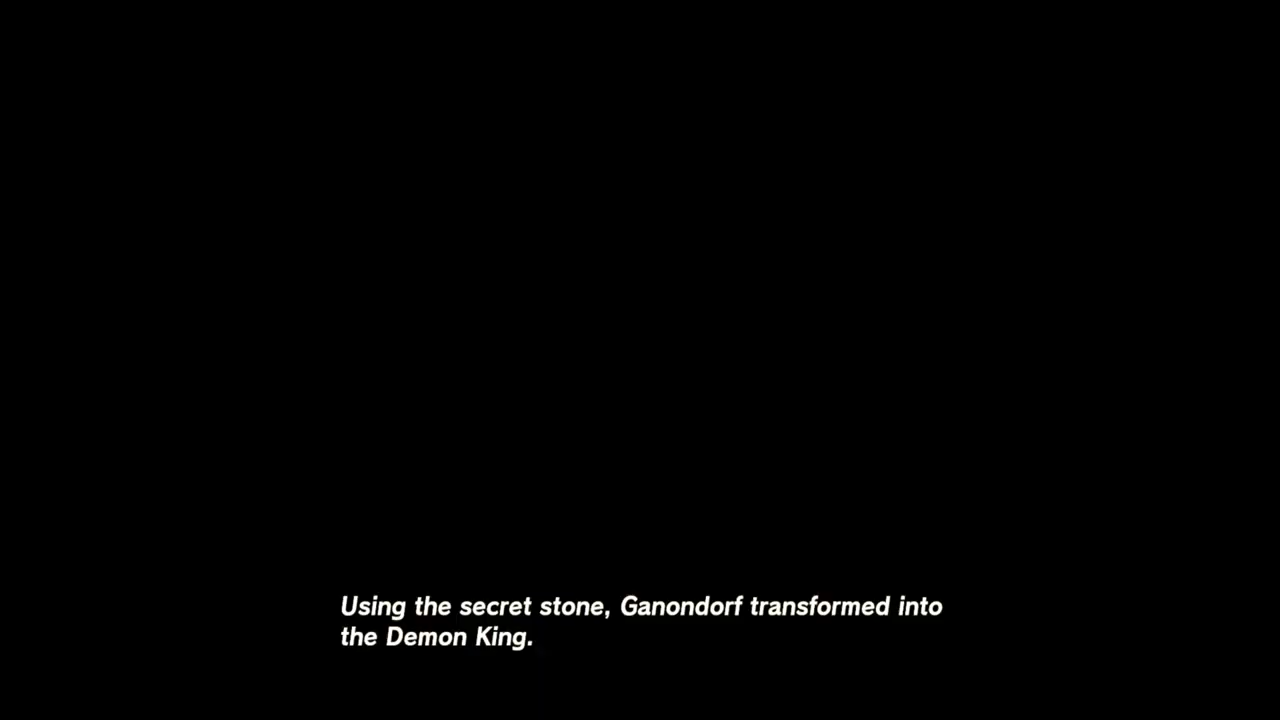 Using the secret stone, Ganondorf transformed into
the Demon King.